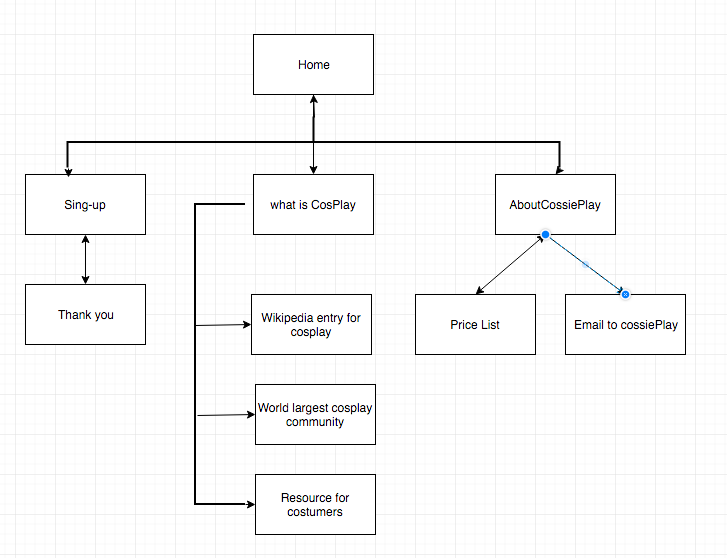 Home
Sing-up
what is CosPlay
AboutCossiePlay
Thank you
Wikipedia entry for
cosplay
Price List
Email to cossiePlay
World largest cosplay
community
Resource for
costumers